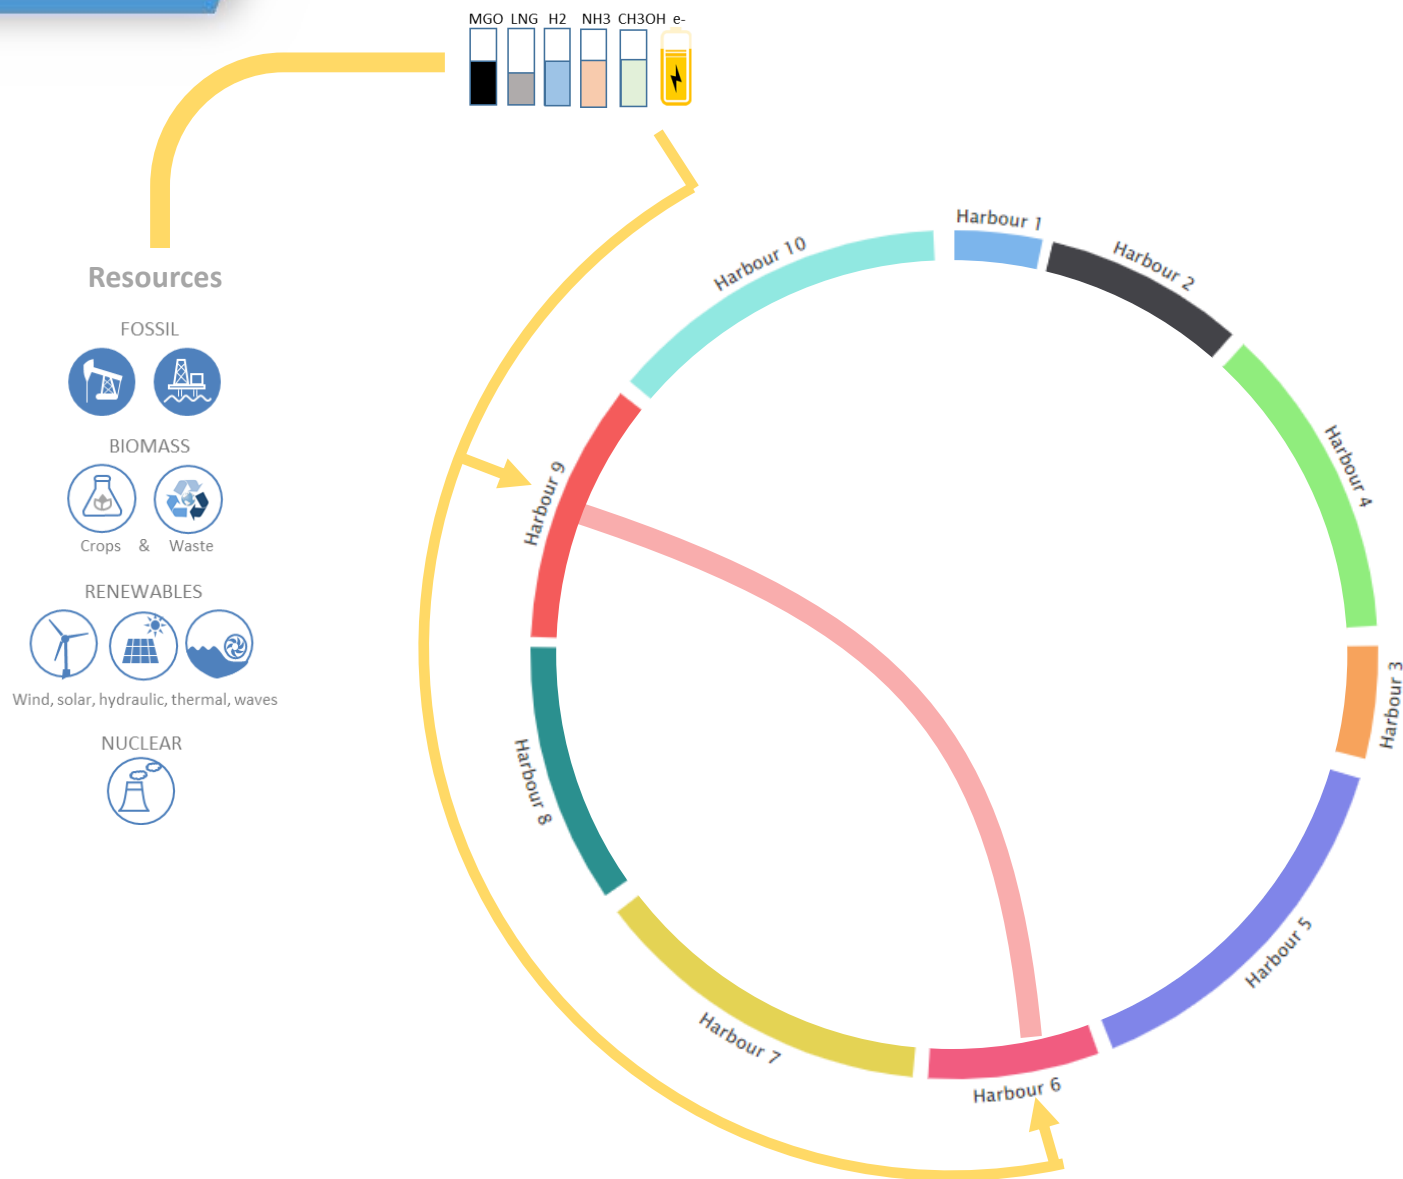 MGO LNG H2 NH3 CH3OH e-
Resources
FOSSIL
BIOMASS
Crops & Waste
RENEWABLES
Wind, solar, hydraulic, thermal, waves
NUCLEAR
Harbour 1
Harbour 2
Harbour 4
Harbour 3
Harbour 5
Harbour 6
Harbour 7
Harbour 8
Harbour 9
Harbour 10